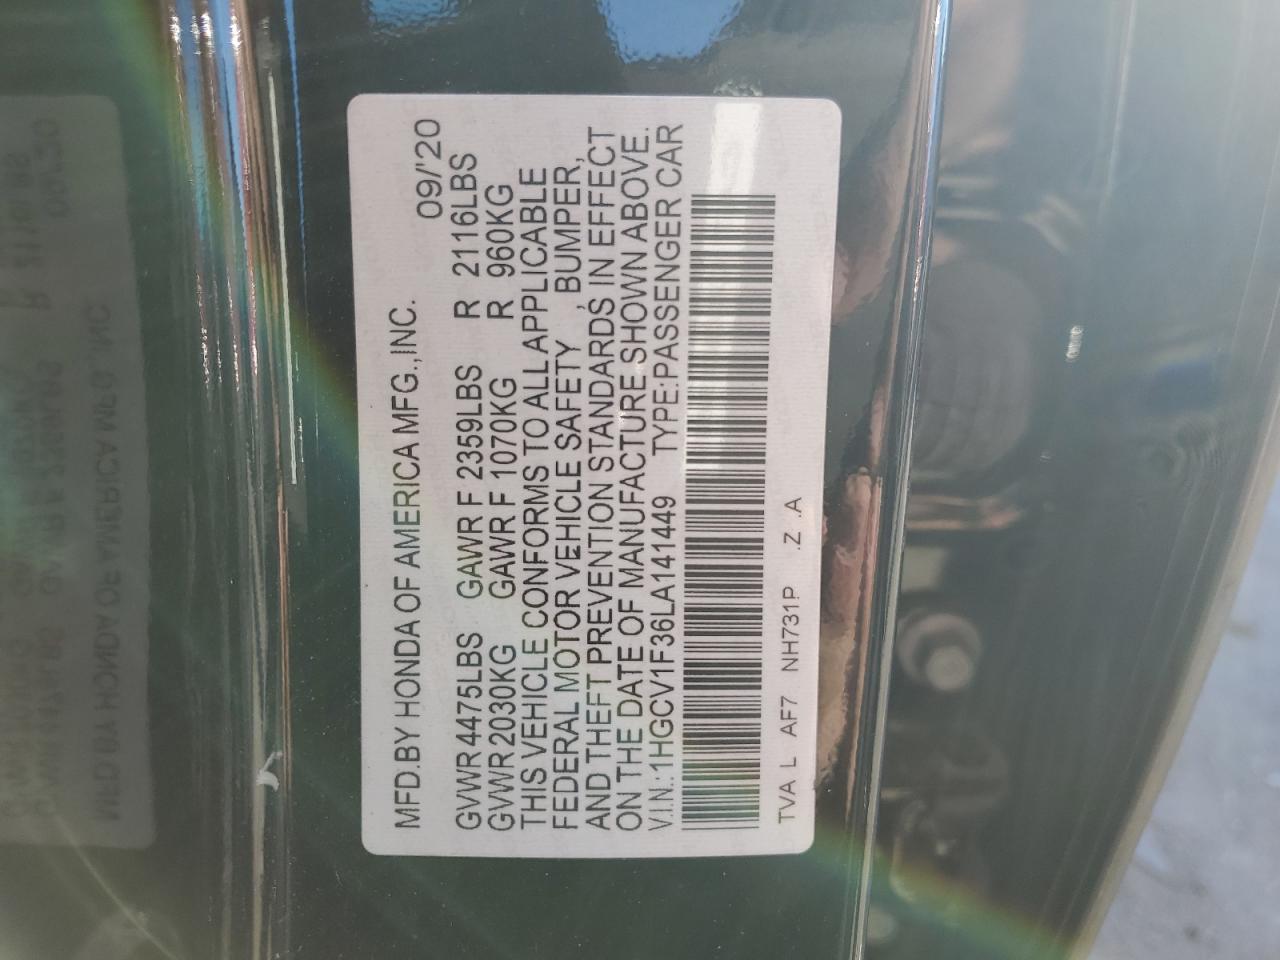 MFD.BY HONDA OF AMERICA MFG.,INC. 09/'20
GVWR 4475LBS GAWR F 2359LBS R 2116LBS
GVWR 2030KG GAWR F 1070KG R 960KG
THIS VEHICLE CONFORMS TO ALL APPLICABLE
FEDERAL MOTOR VEHICLE SAFETY , BUMPER,
AND THEFT PREVENTION STANDARDS, IN EFFECT
ON THE DATE OF MANUFACTURE SHOWN ABOVE..
V.I.N.:1HGCV1F36LA141449 TYPE:PASSENGER CAR
TVA L AF7 NH731P .Z .A